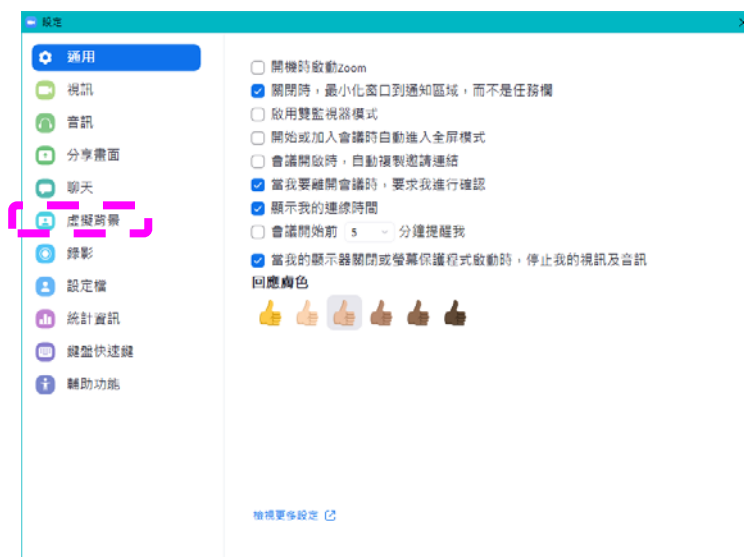 設定
通用
視訊
音訊
分享畫面
聊天
虛擬背景
錄影
設定檔
統計資訊
鍵盤快速鍵
輔助功能
開機時啟動Zoom
關閉時，最小化窗口到通知區域，而不是任務欄
啟用雙監視器模式
開始或加入會議時自動進入全屏模式
會議開啟時，自動複製邀請連結
當我要離開會議時，要求我進行確認
顯示我的連線時間
會議開始前 5 分鐘提醒我
當我的顯示器關閉或螢幕保護程式啟動時，停止我的視訊及音訊
回應膚色
檢視更多設定